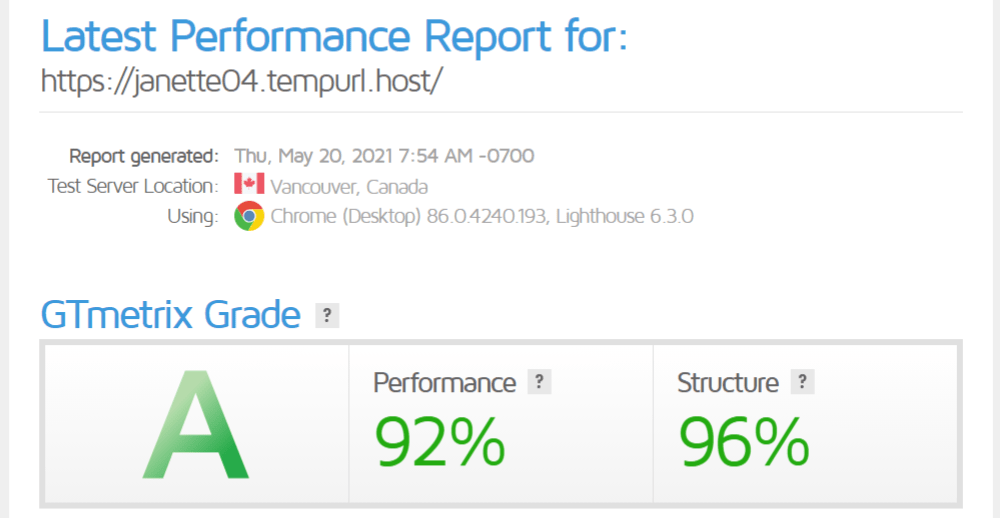 Latest Performance Report for:
https://janette04.tempurl.host/
Report generated: Thu, May 20, 2021 7:54 AM -0700
Test Server Location: Vancouver, Canada
Using: Chrome (Desktop) 86.0.4240.193, Lighthouse 6.3.0
GTmetrix Grade ?
A
Performance ?
92%
Structure ?
96%